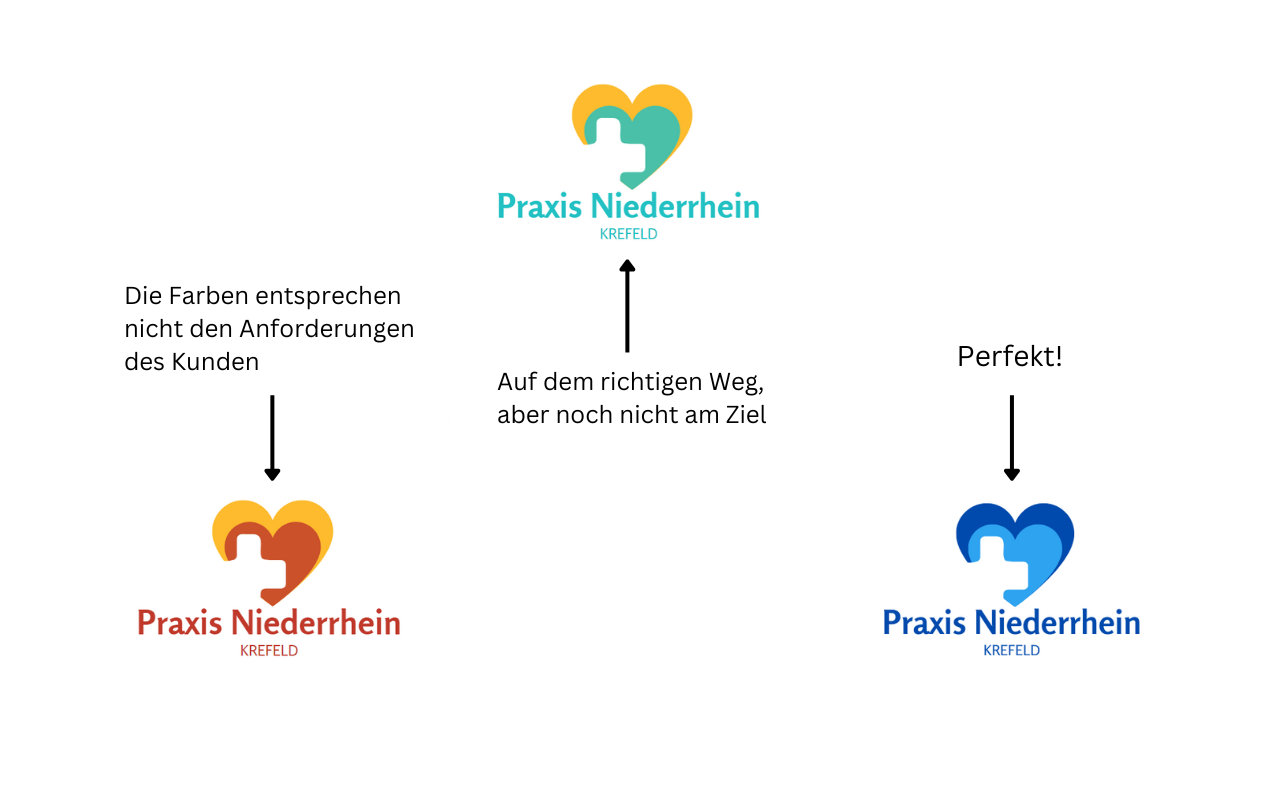 Praxis Niederrhein
KREFELD
Die Farben entsprechen
nicht den Anforderungen
des Kunden
Auf dem richtigen Weg,
aber noch nicht am Ziel
Perfekt!
Praxis Niederrhein
KREFELD
Praxis Niederrhein
KREFELD